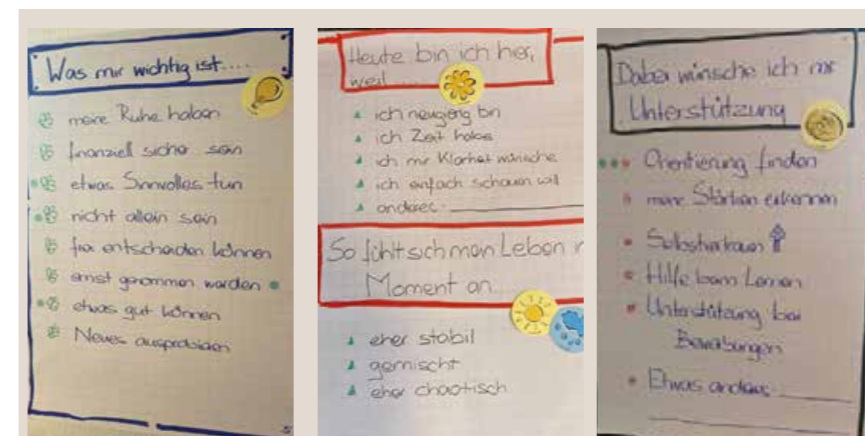 Was mir wichtig ist....
meine Ruhe haben
finanziell sicher sein
etwas Sinnvolles tun
nicht allein sein
frei entscheiden können
ernst genommen werden
etwas gut können
Neues ausprobieren
Heute bin ich hier,
weil
ich neugierig bin
ich Zeit habe
ich mir Klarheit wünsche
ich einfach schauen will
anderes:
So fühlt sich mein Leben
Moment an
eher stabil
gemischt
eher chaotisch
Dabei wünsche ich mir
Unterstützung
Orientierung finden
meine Stärken erkennen
Selbstvertrauen
Hilfe beim Lernen
Unterstützung bei
Bewerbungen
Etwas anderes